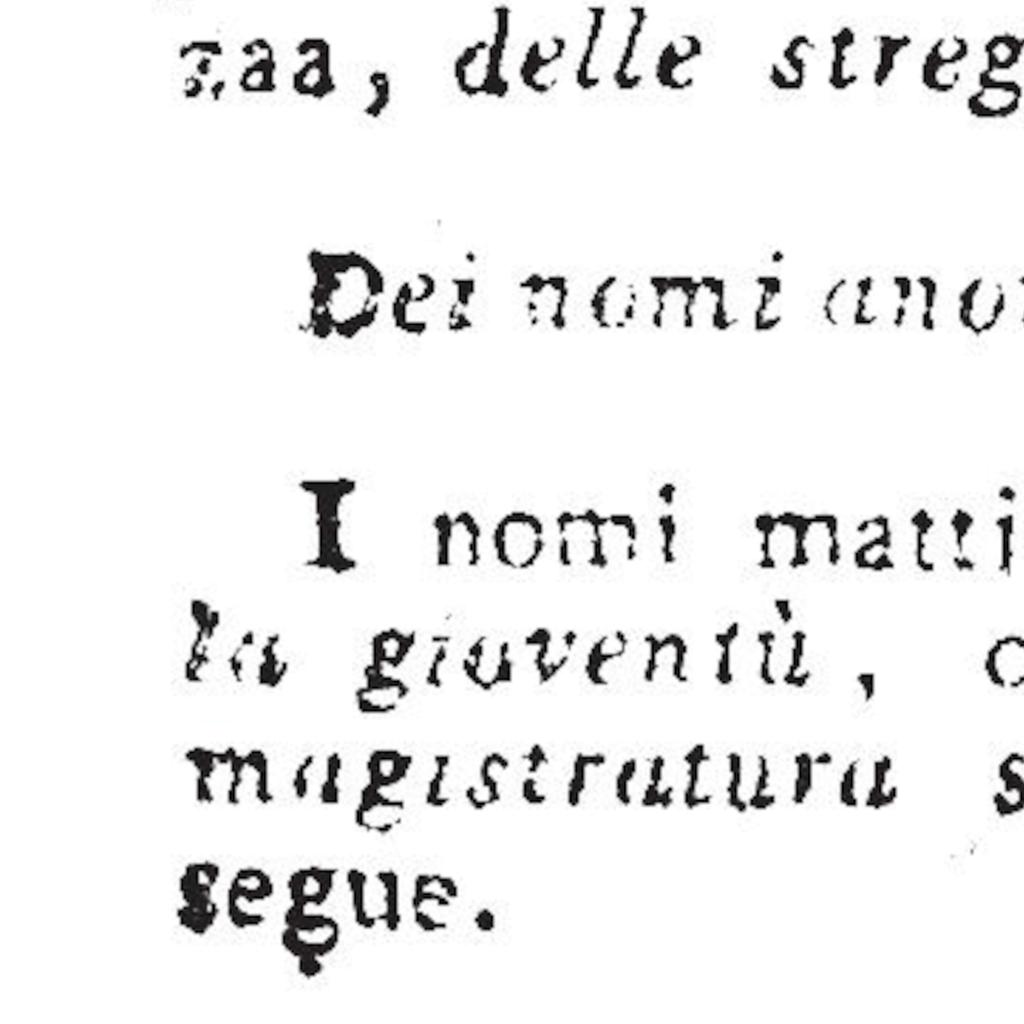 zaa, delle streg
Dei nomi ano
I nomi matti
la gioventù,
magistratura s
segue.